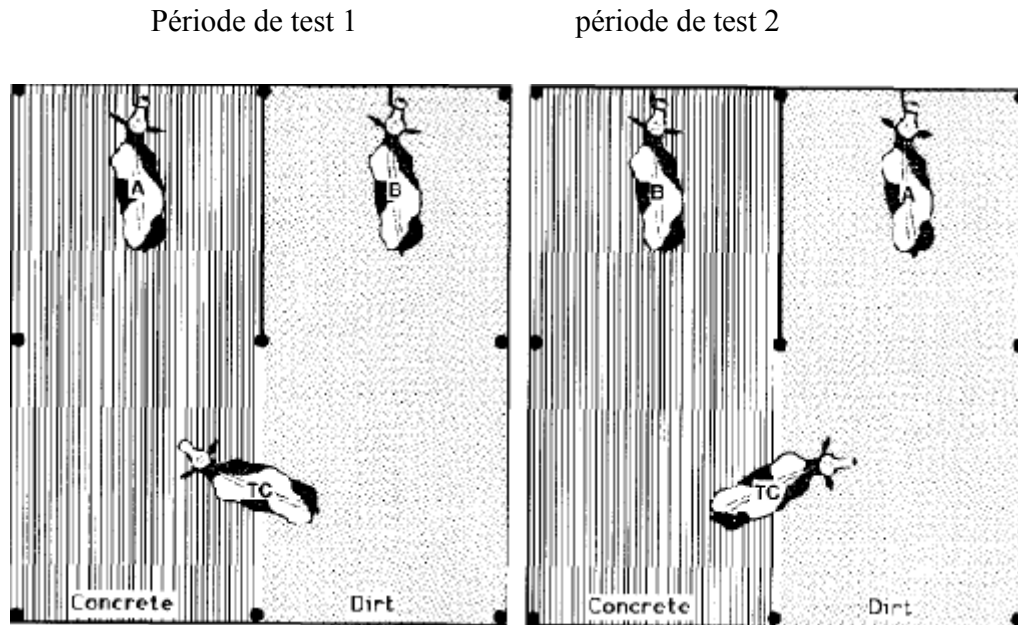 Période de test 1 période de test 2
A B B A
TC TC
Concrete Dirt Concrete Dirt